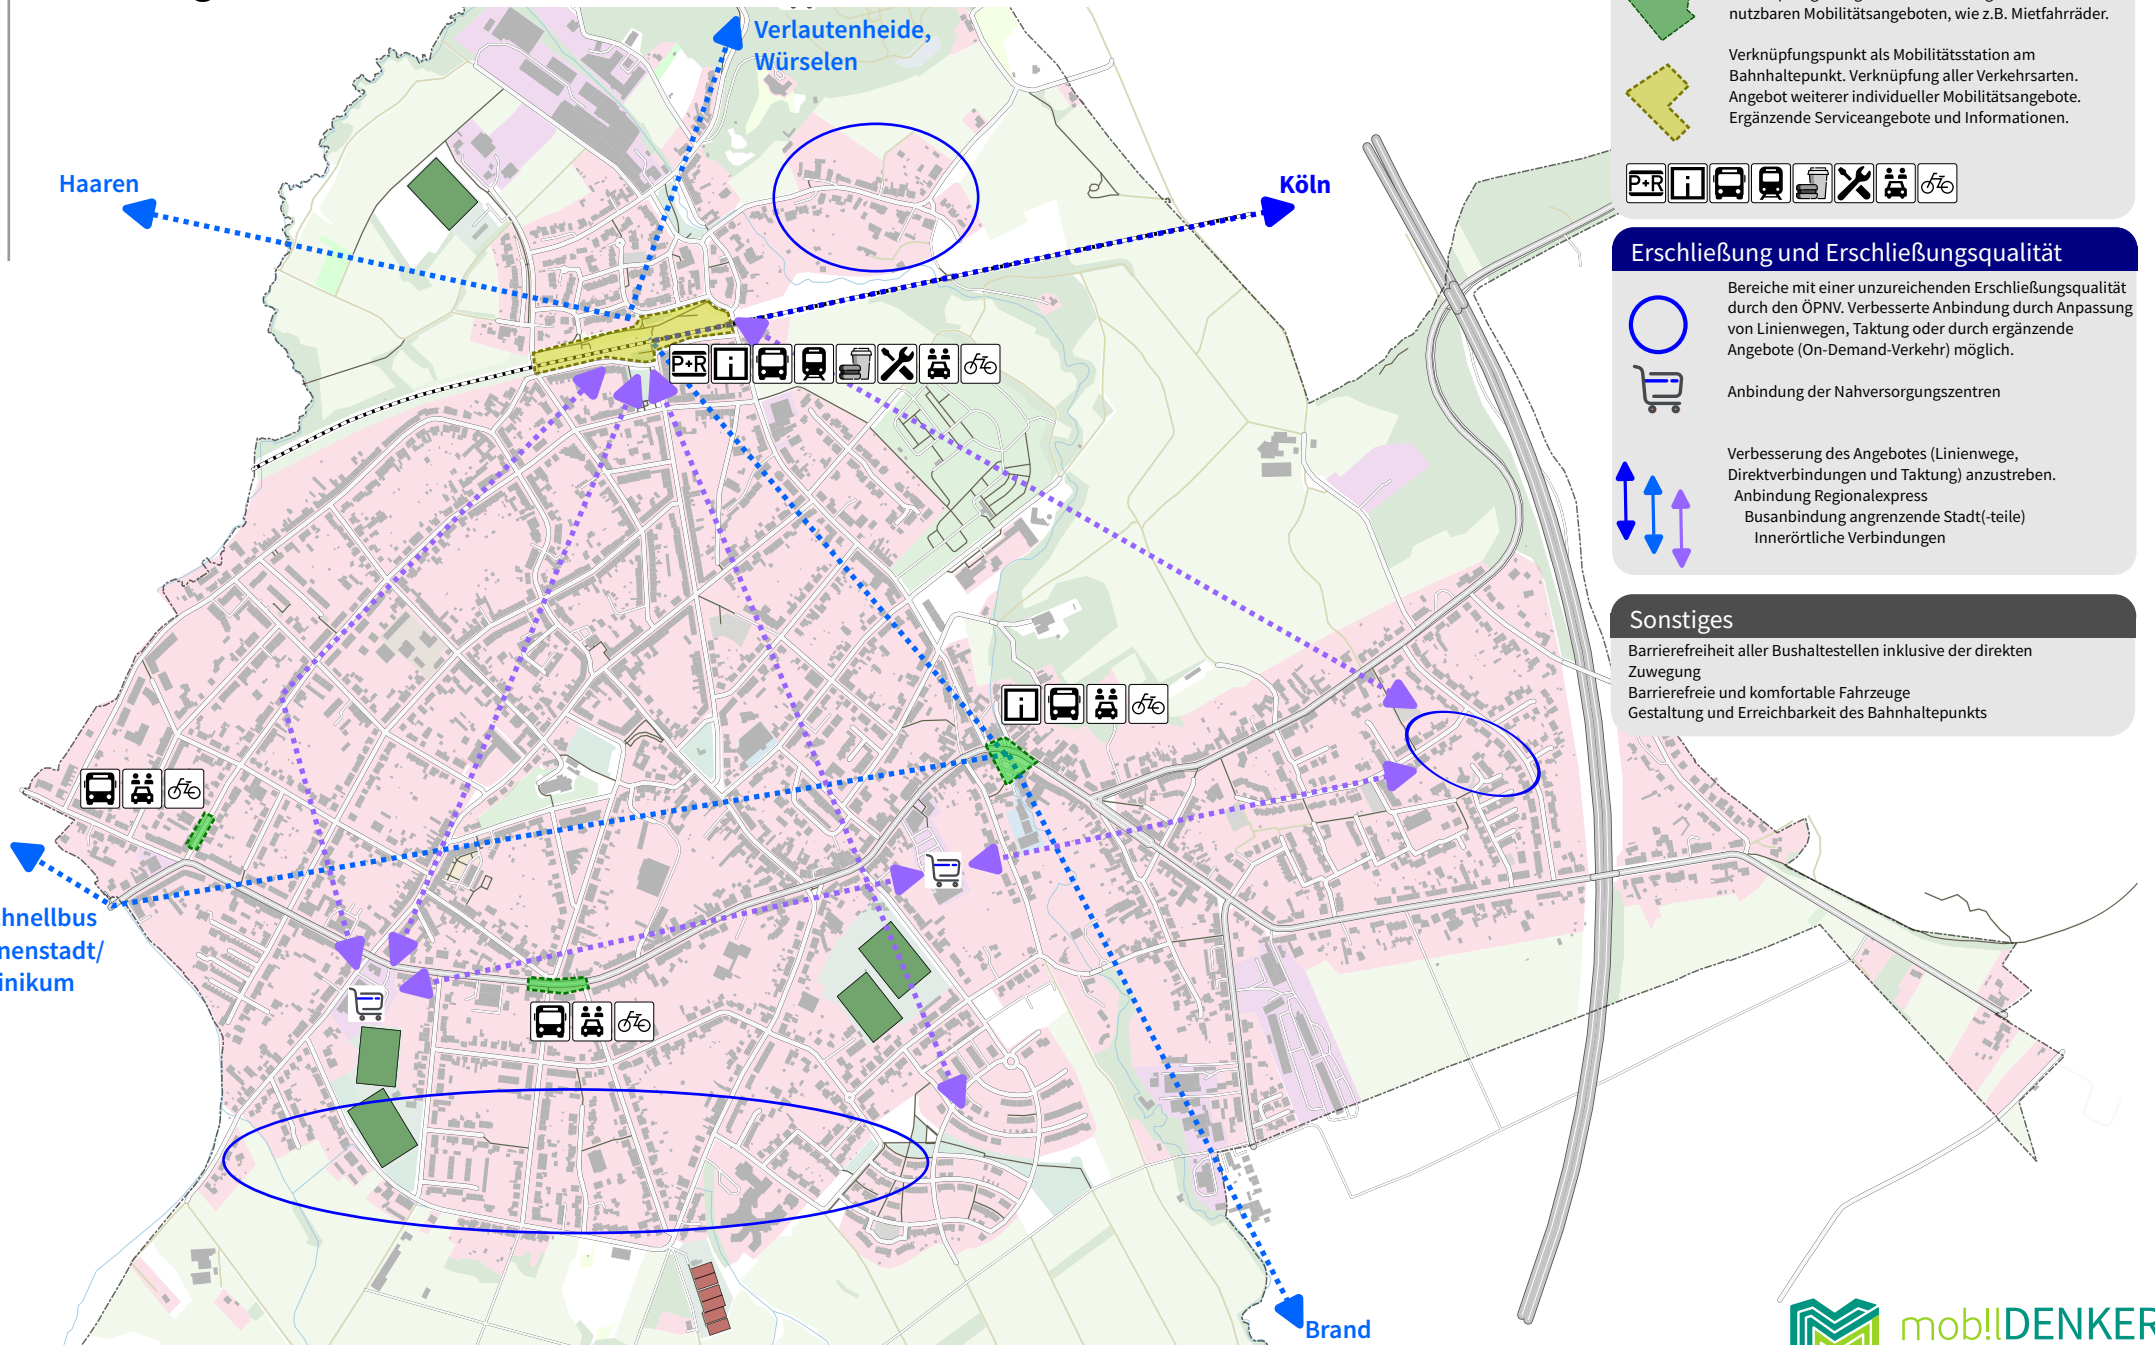 Verlautenheide,
Würselen
Haaren
Köln
P+R i
i
chnellbus
nenstadt/
inikum
Brand
nutzbaren Mobilitätsangeboten, wie z.B. Mietfahrräder.
Verknüpfungspunkt als Mobilitätsstation am
Bahnhaltepunkt. Verknüpfung aller Verkehrsarten.
Angebot weiterer individueller Mobilitätsangebote.
Ergänzende Serviceangebote und Informationen.
P+R i
Erschließung und Erschließungsqualität
Bereiche mit einer unzureichenden Erschließungsqualität
durch den ÖPNV. Verbesserte Anbindung durch Anpassung
von Linienwegen, Taktung oder durch ergänzende
Angebote (On-Demand-Verkehr) möglich.
Anbindung der Nahversorgungszentren
Verbesserung des Angebotes (Linienwege,
Direktverbindungen und Taktung) anzustreben.
Anbindung Regionalexpress
Busanbindung angrenzende Stadt(-teile)
Innerörtliche Verbindungen
Sonstiges
Barrierefreiheit aller Bushaltestellen inklusive der direkten
Zuwegung
Barrierefreie und komfortable Fahrzeuge
Gestaltung und Erreichbarkeit des Bahnhaltepunkts
mob!lDENKER